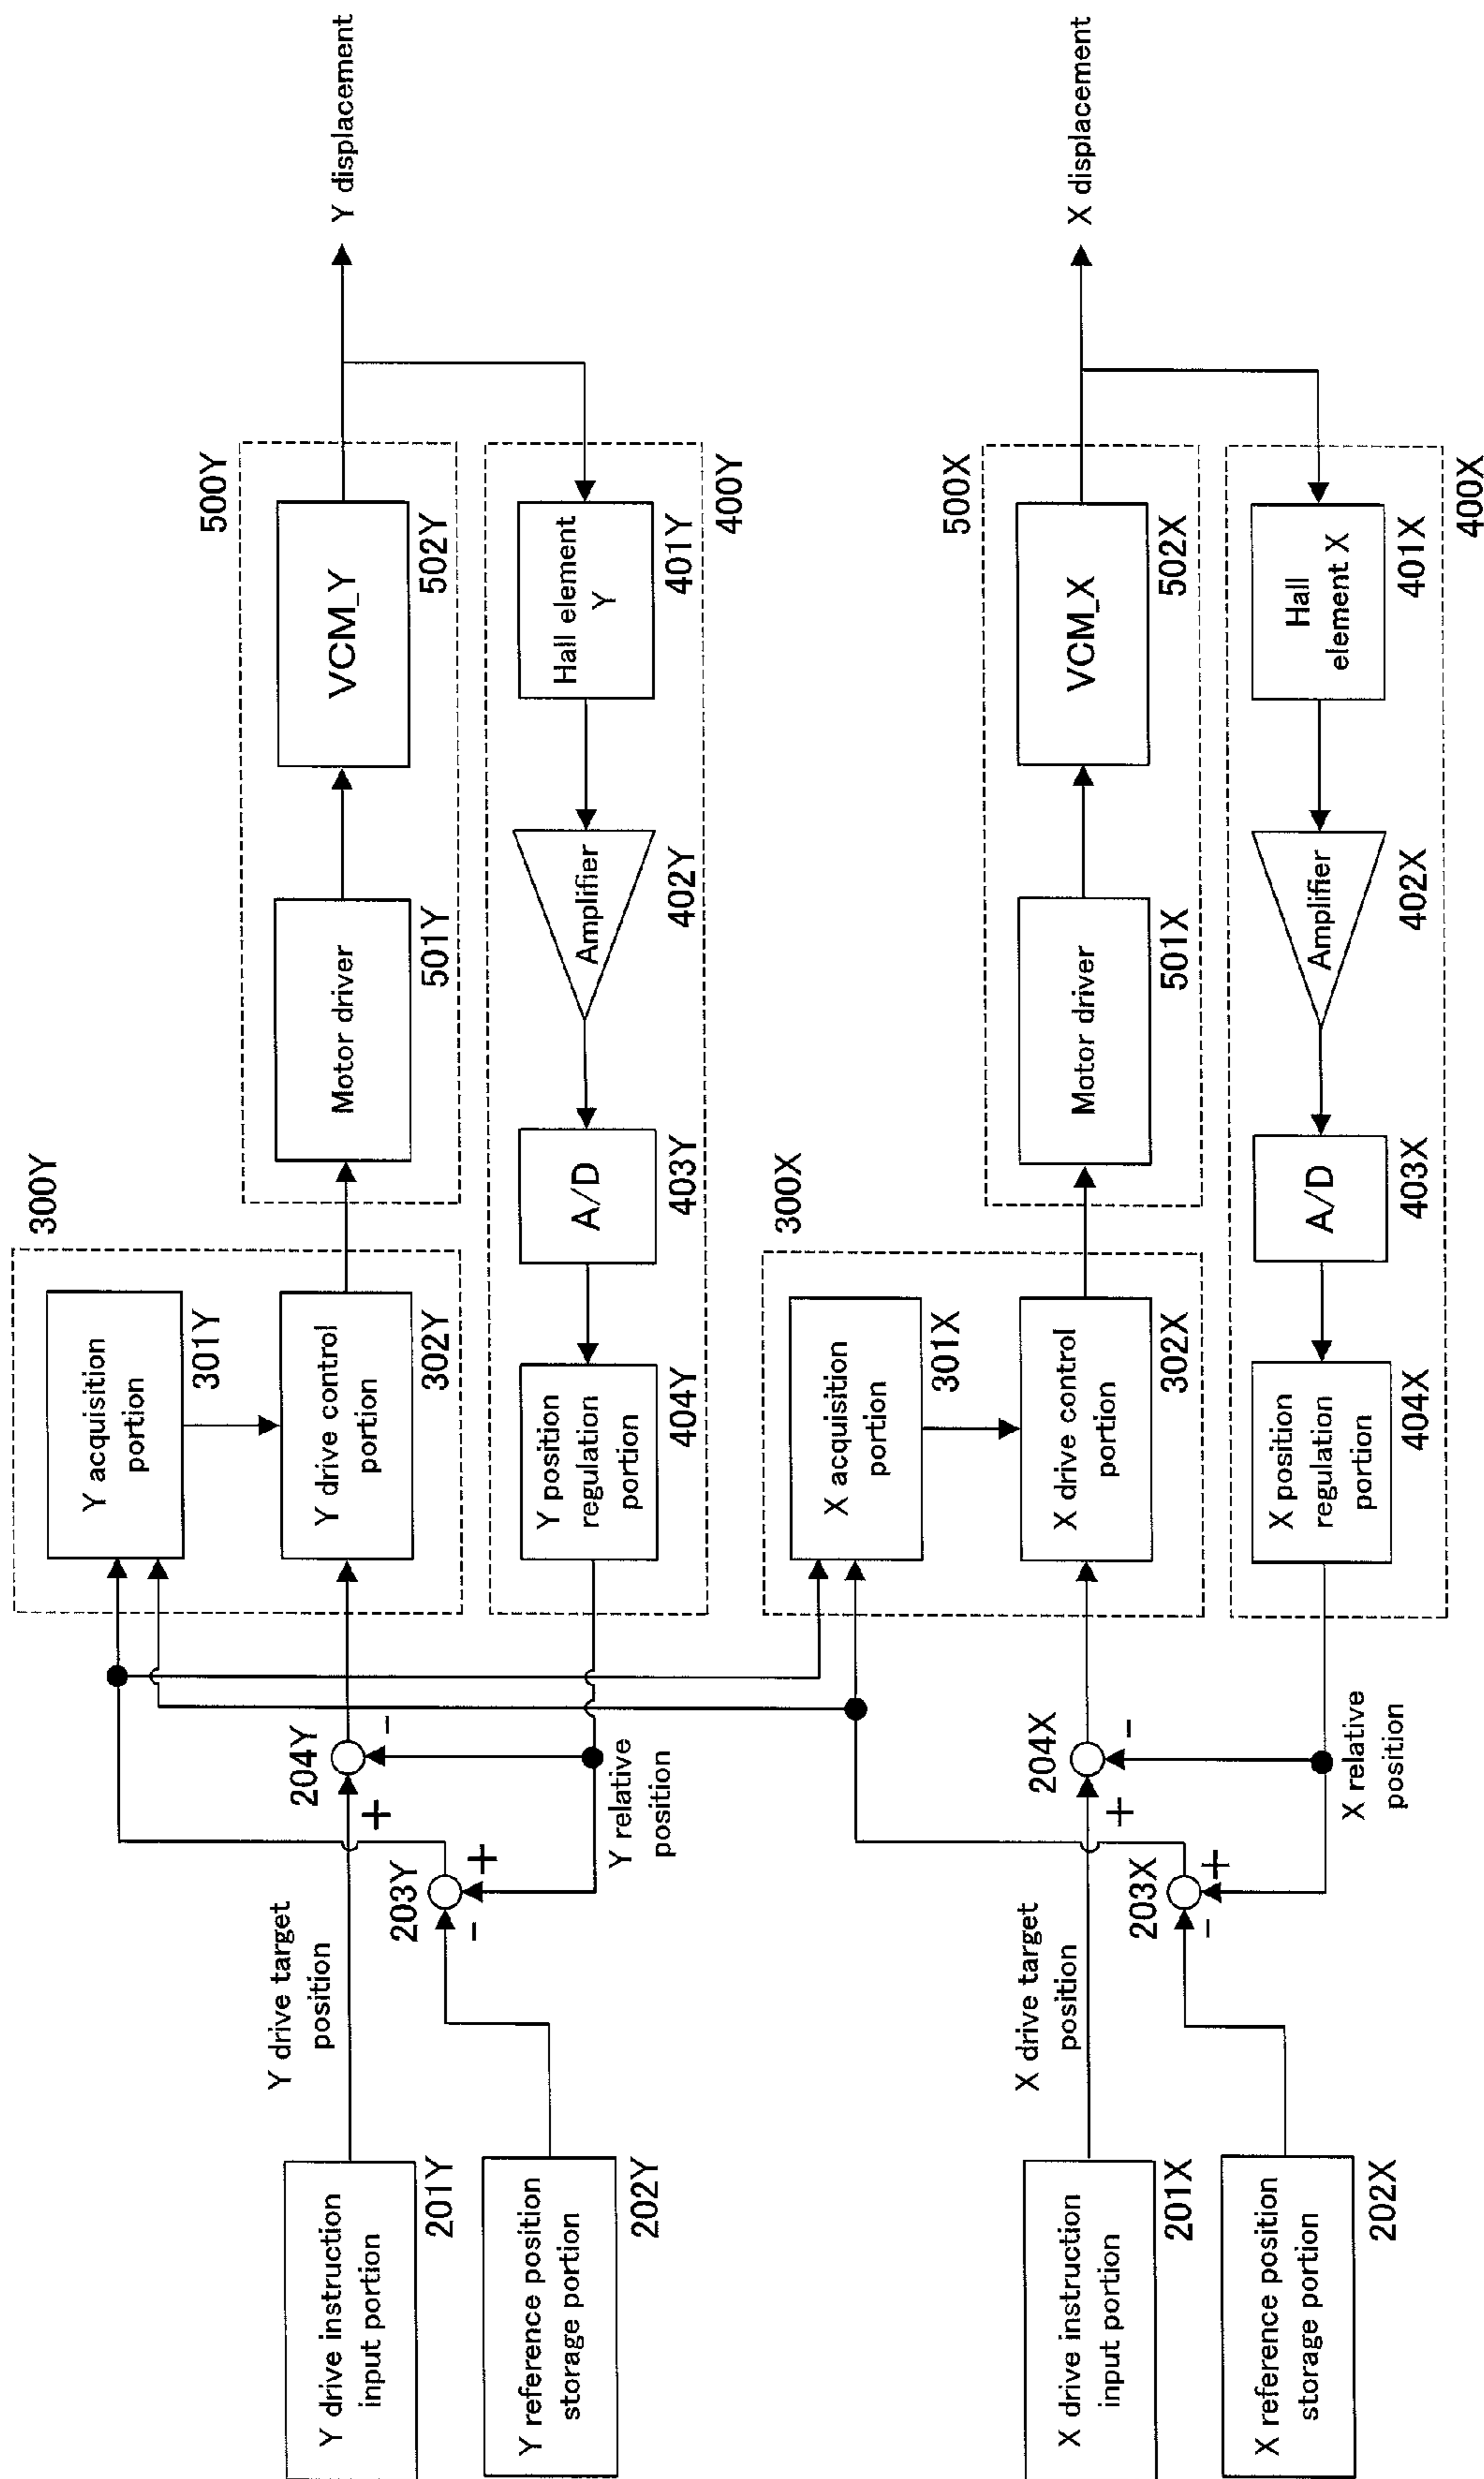 Y drive instruction
input portion
201Y
Y reference position
storage portion
202Y
Y drive target
position
203Y
-
+
204Y
+
-
Y relative
position
300Y
Y acquisition
portion
301Y
Y drive control
portion
302Y
500Y
Motor driver
501Y
VCM_Y
502Y
Y displacement
400Y
Hall element
Y
401Y
Amplifier
402Y
A/D
403Y
Y position
regulation
portion
404Y
X drive instruction
input portion
201X
X reference position
storage portion
202X
X drive target
position
203X
-
+
204X
+
-
X relative
position
300X
X acquisition
portion
301X
X drive control
portion
302X
500X
Motor driver
501X
VCM_X
502X
X displacement
400X
Hall
element X
401X
Amplifier
402X
A/D
403X
X position
regulation
portion
404X